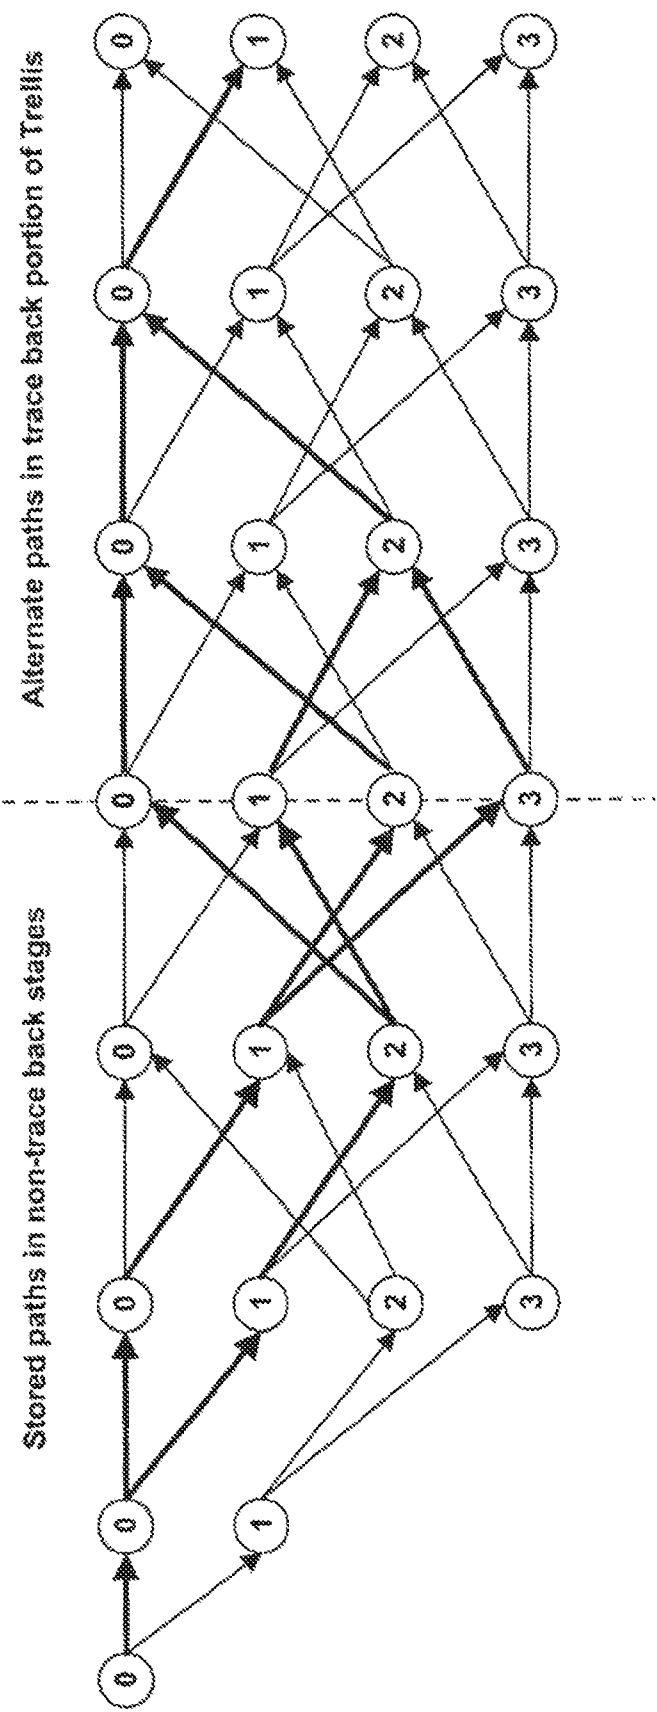 Stored paths in non-trace back stages
Alternate paths in trace back portion of Trellis
0 0 0 0 0 0 0 0
1 1 1 1 1 1 1
2 2 2 2 2 2
3 3 3 3 3 3